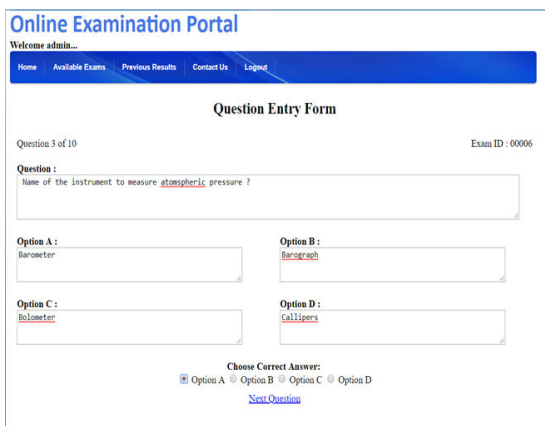 Online Examination Portal
Welcome admin...
Home Available Exams Previous Results Contact Us Logout
Question Entry Form
Question 3 of 10 Exam ID : 00006
Question :
Name of the instrument to measure atomspheric pressure ?
Option A : Option B :
Barometer Barograph
Option C : Option D :
Bolometer Callipers
Choose Correct Answer:
Option A Option B Option C Option D
Next Question